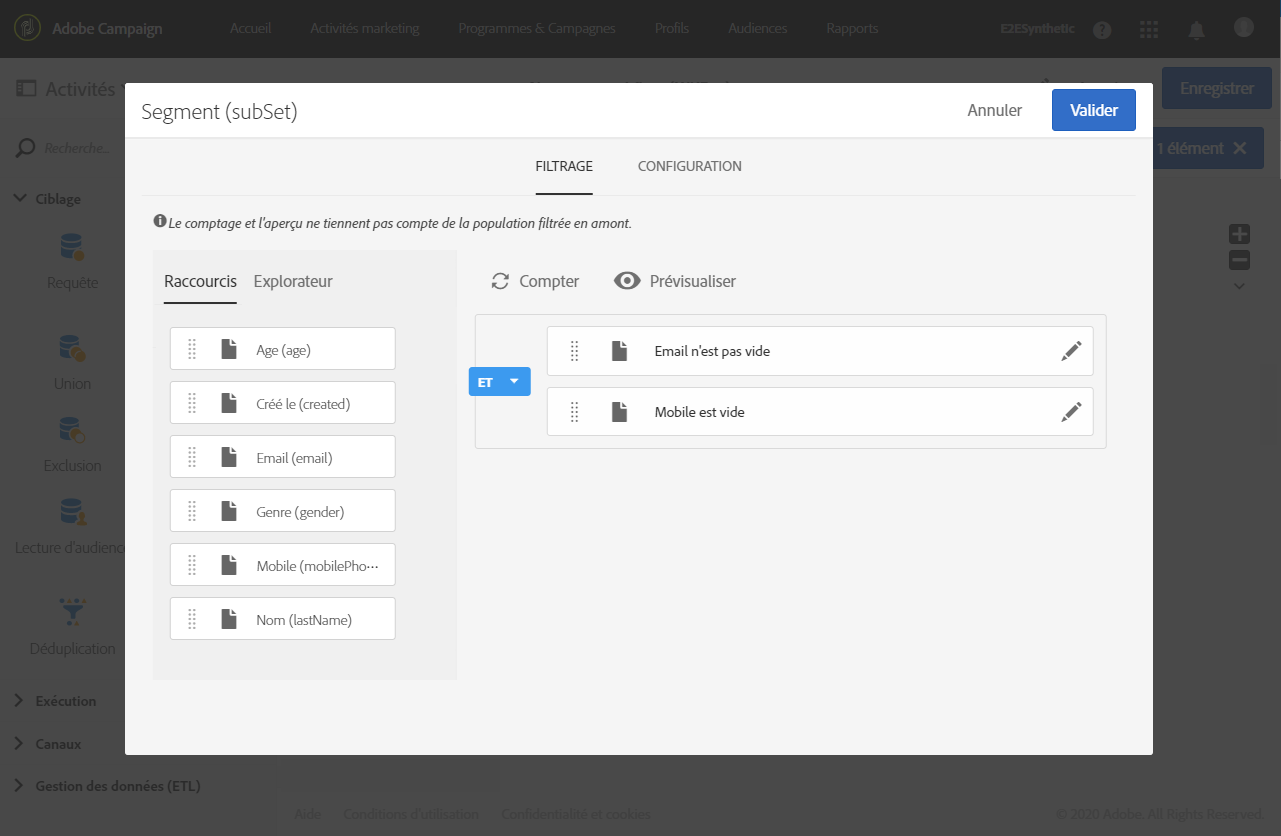 Adobe Campaign
Accueil
Activités marketing
Programmes & Campagnes
Profils
Audiences
Rapports
E2ESynthetic
Activités
Enregistrer
Segment (subSet)
Annuler
Valider
Recherche..
1 élément
FILTRAGE
CONFIGURATION
Ciblage
Le comptage et l'aperçu ne tiennent pas compte de la population filtrée en amont.
Requête
Union
Exclusion
Lecture d'audience
Déduplication
Exécution
Canaux
Gestion des données (ETL)
Raccourcis
Explorateur
Age (age)
Créé le (created)
Email (email)
Genre (gender)
Mobile (mobilePho···
Nom (lastName)
Compter
Prévisualiser
ET
Email n'est pas vide
Mobile est vide
Aide
Conditions d'utilisation
Confidentialité et cookies
© 2020 Adobe. All Rights Reserved.